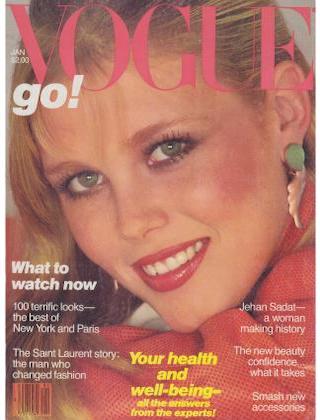 VOGUE
JAN
$2.00
go!
What to
watch now
100 terrific looks—
the best of
New York and Paris
The Saint Laurent story:
the man who
changed fashion
Your health
and
well-being—
all the answers
from the experts!
Jehan Sadat—
a woman
making history
The new beauty
confidence...
what it takes
Smash new
accessories